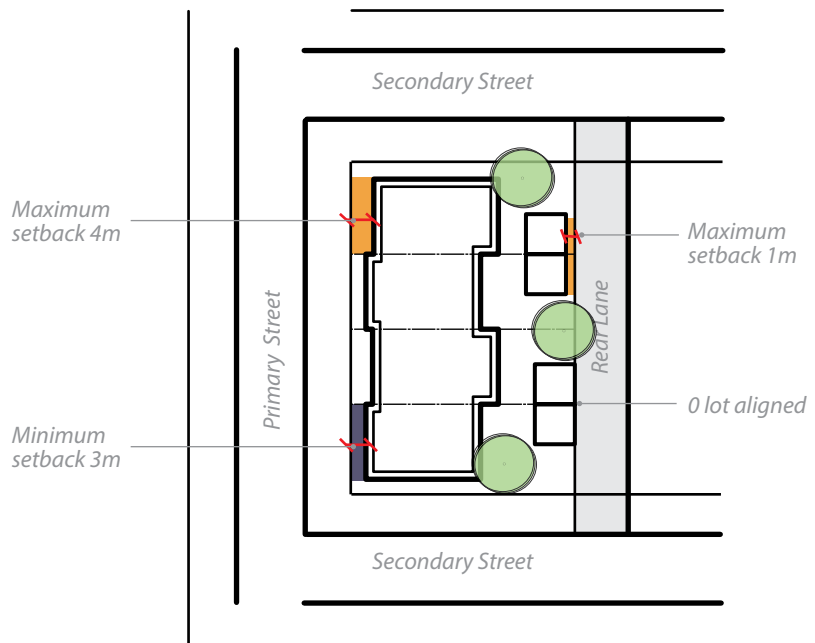 Secondary Street
Maximum
setback 4m
Maximum
setback 1m
Primary Street
Rear Lane
0 lot aligned
Minimum
setback 3m
Secondary Street